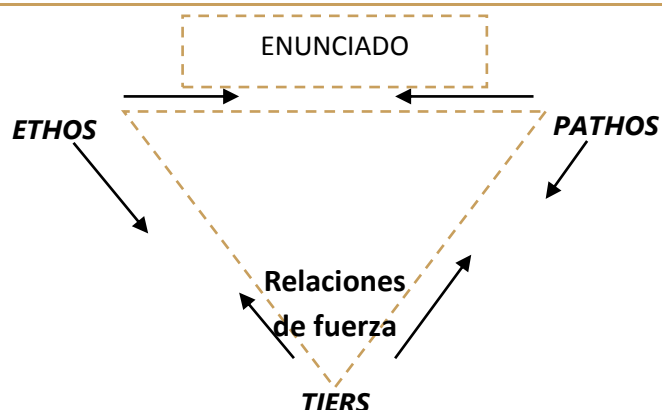 ENUNCIADO
ETHOS
PATHOS
Relaciones
de fuerza
TIERS